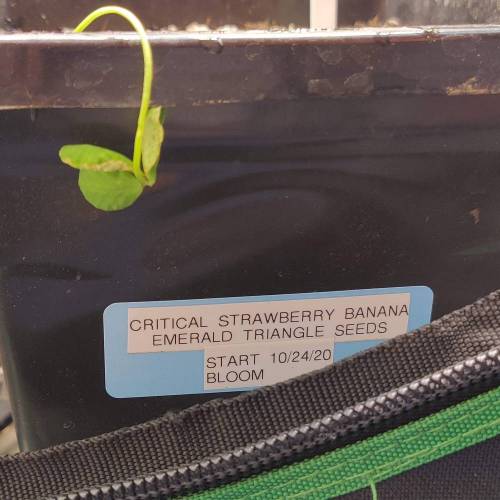 CRITICAL STRAWBERRY BANANA
EMERALD TRIANGLE SEEDS
START 10/24/20
BLOOM